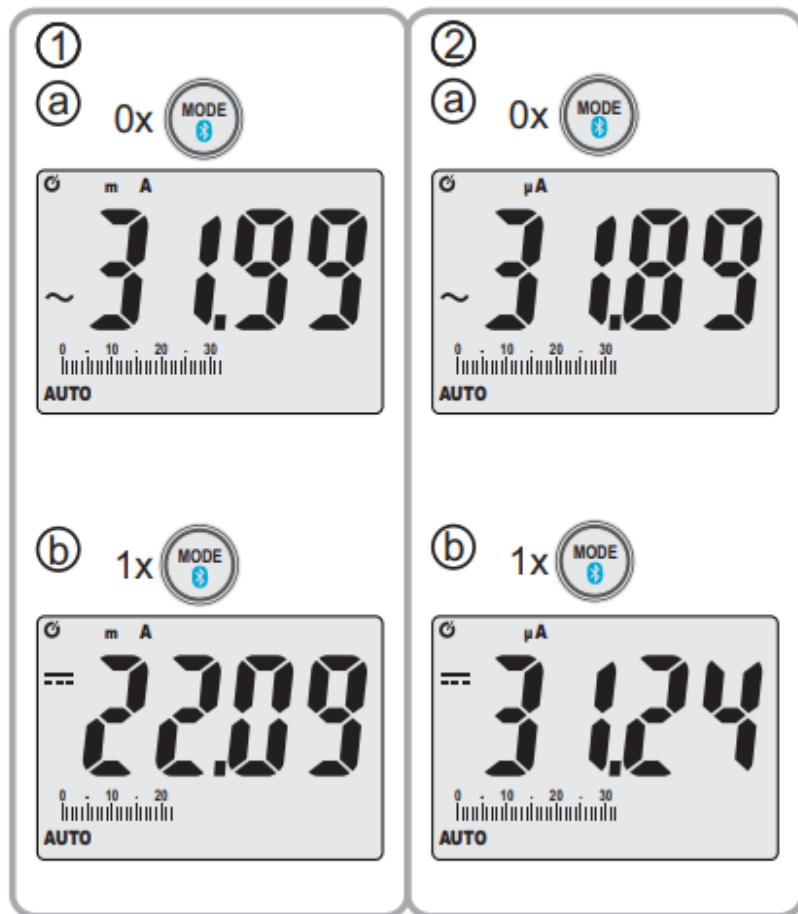 1
a
0x MODE
m A
~ 31.99
0 - 10 - 20 - 30
AUTO
b
1x MODE
m A
22.09
0 - 10 - 20
AUTO
2
a
0x MODE
µA
~ 31.89
0 - 10 - 20 - 30
AUTO
b
1x MODE
µA
31.24
0 - 10 - 20 - 30
AUTO